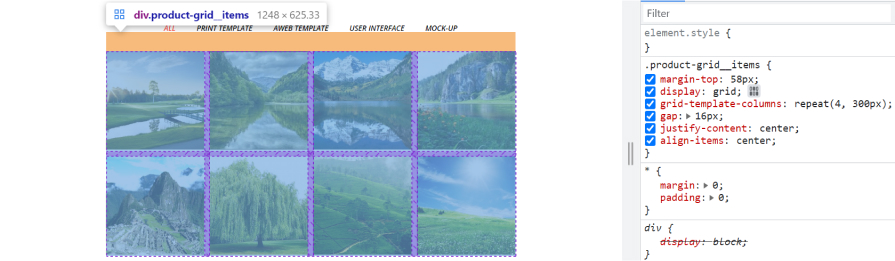 div.product-grid__items 1248 × 625.33
ALL PRINT TEMPLATE AWEB TEMPLATE USER INTERFACE MOCK-UP
Filter
element.style {
}
.product-grid__items {
margin-top: 58px;
display: grid;
grid-template-columns: repeat(4, 300px);
gap: 16px;
justify-content: center;
align-items: center;
}
* {
margin: 0;
padding: 0;
}
div {
display: block;
}